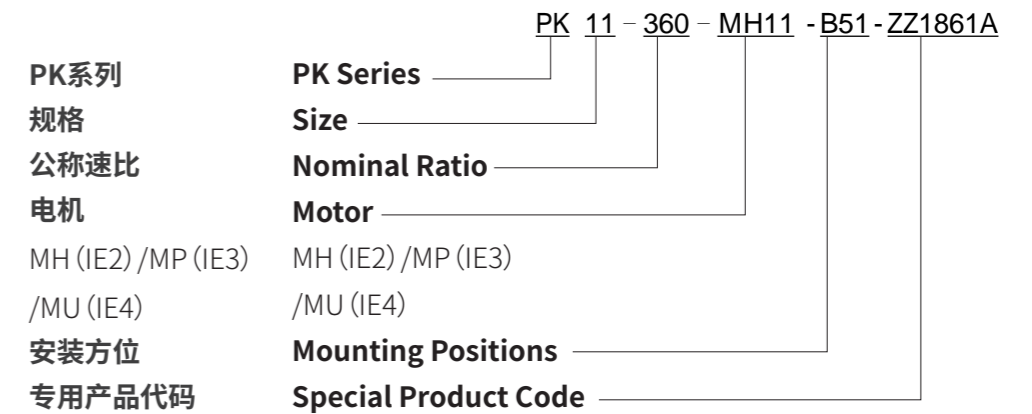 PK 11 - 360 - MH11 - B51 - ZZ1861A
PK系列 PK Series
规格 Size
公称速比 Nominal Ratio
电机 Motor
MH (IE2) /MP (IE3) MH (IE2) /MP (IE3)
/MU (IE4) /MU (IE4)
安装方位 Mounting Positions
专用产品代码 Special Product Code